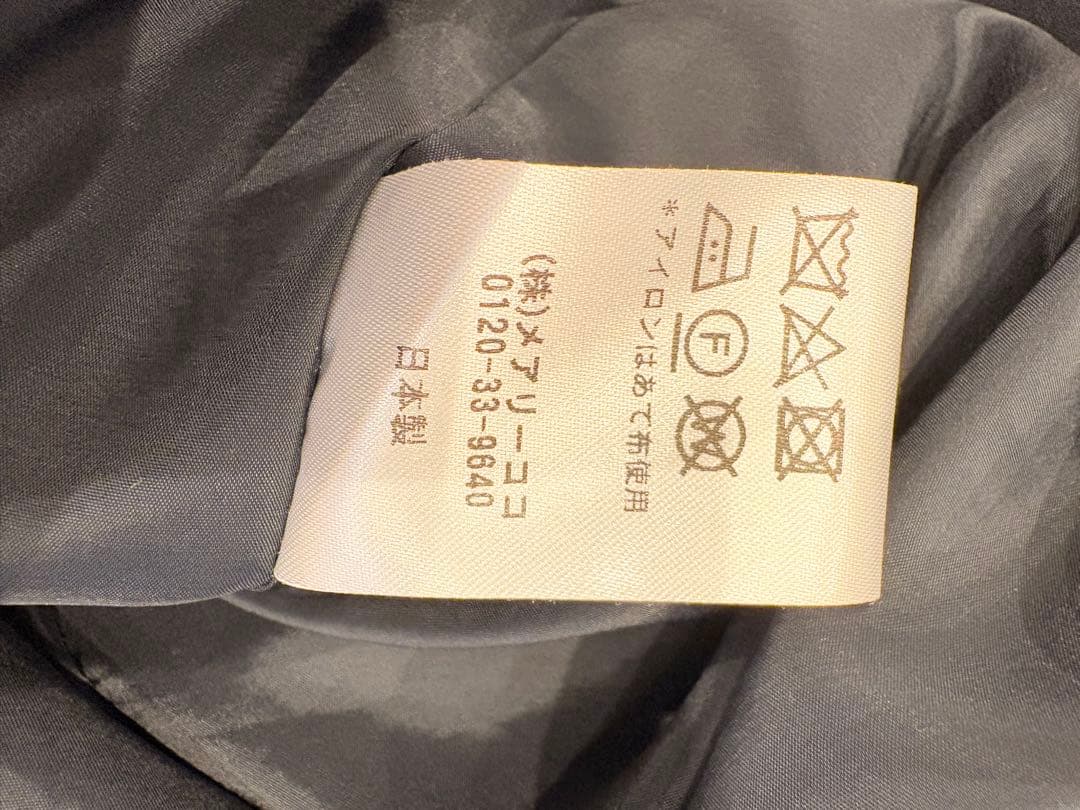 F
W
*アイロンはあて布使用
(株)メアリーココ
0120-33-9640
日本製